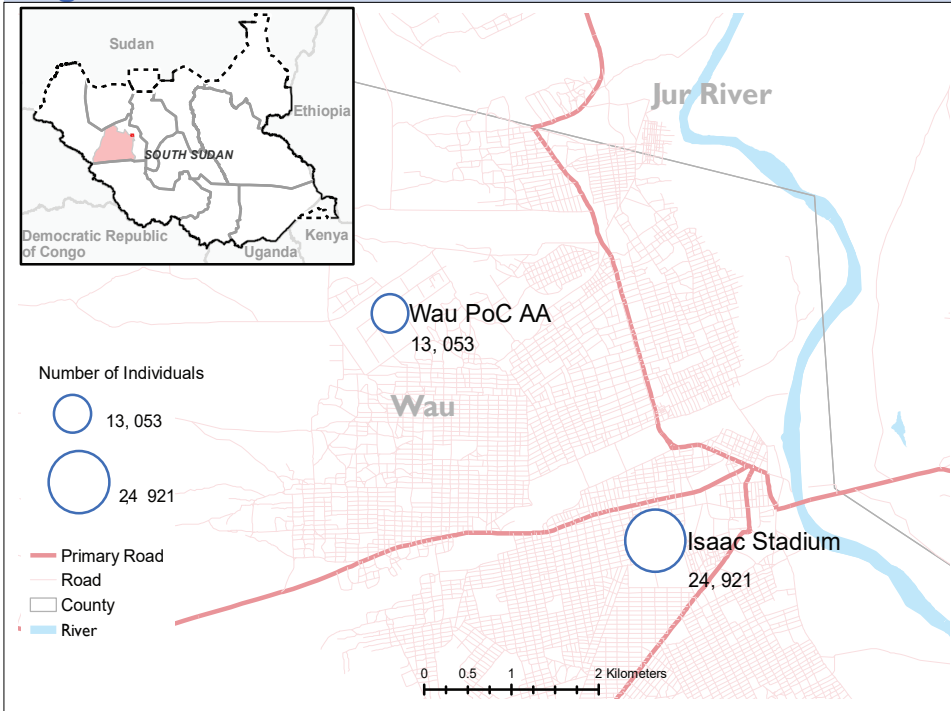 Sudan
Ethiopia
SOUTH SUDAN
Democratic Republic
of Congo
Kenya
Uganda
Jur River
Wau PoC AA
13, 053
Wau
Number of Individuals
13, 053
24 921
Isaac Stadium
24, 921
Primary Road
Road
County
River
0 0.5 1 2 Kilometers